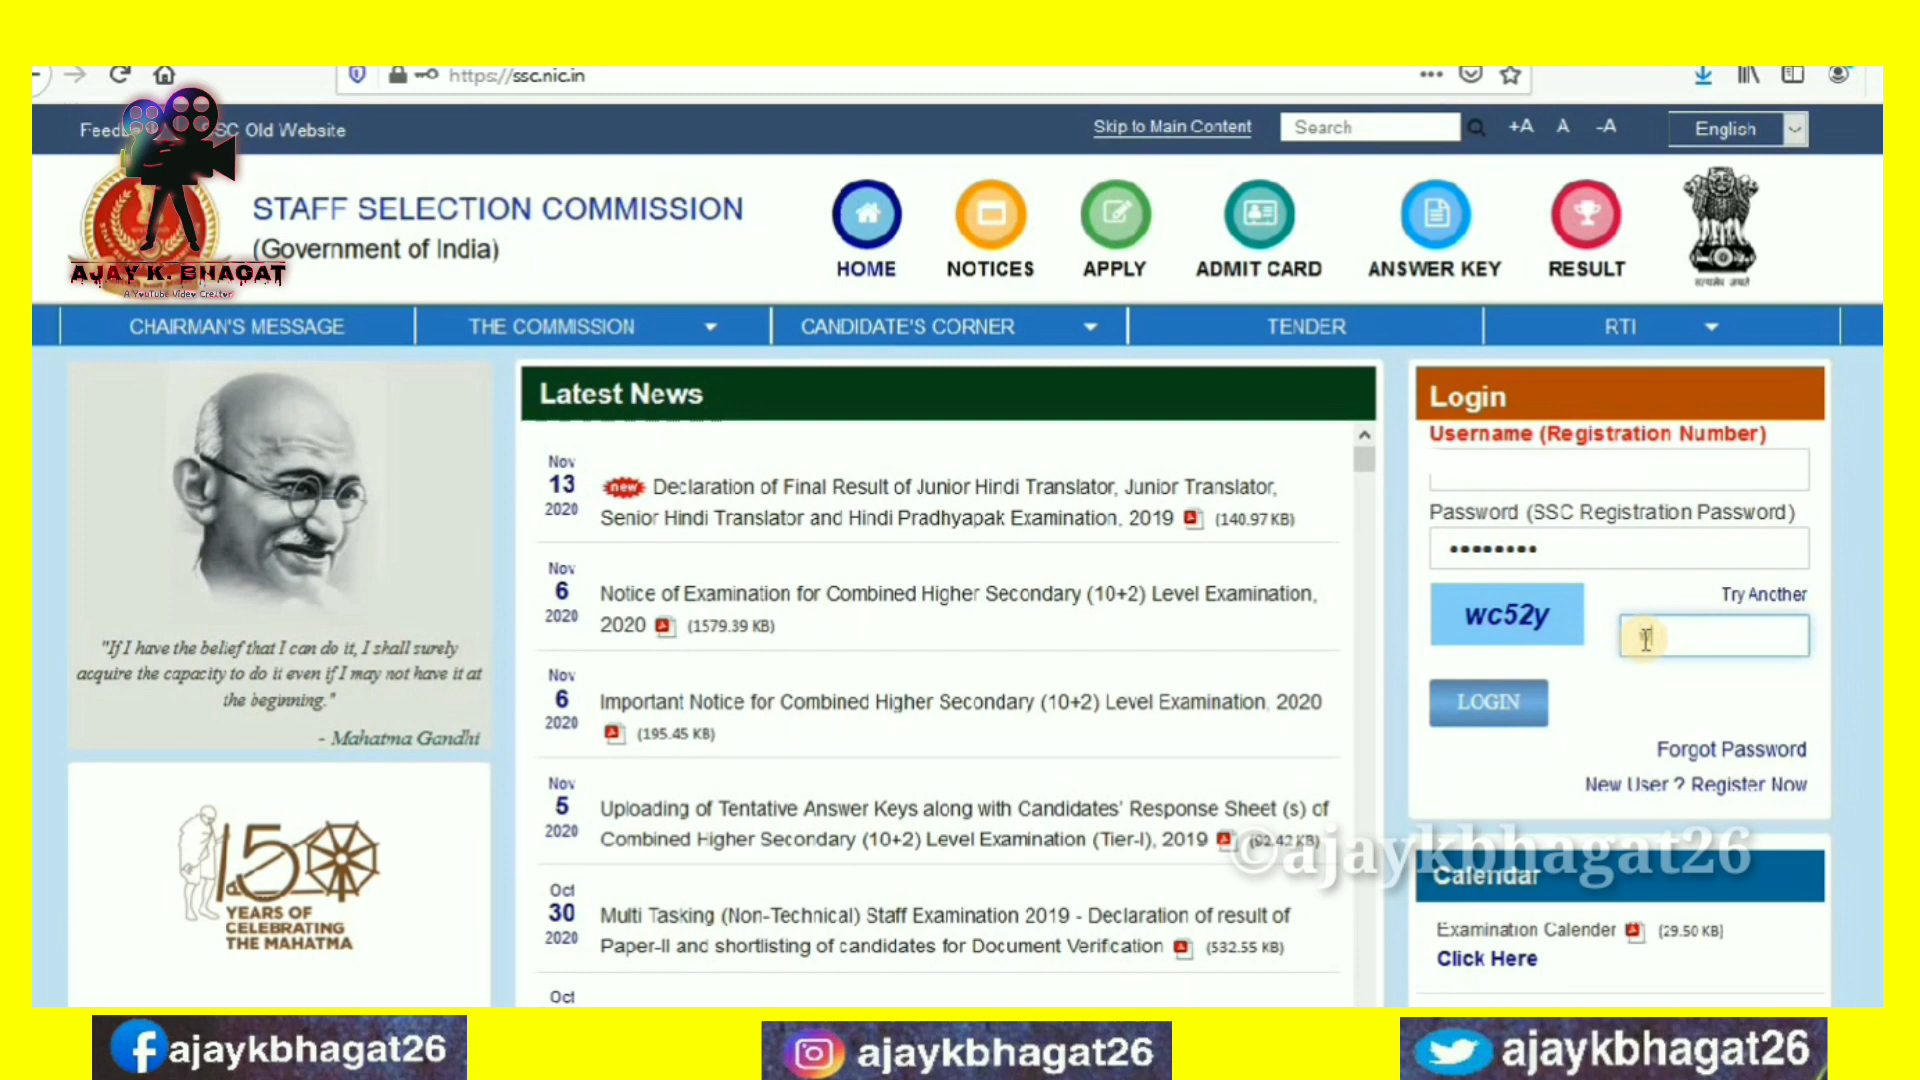 https://ssc.nic.in
SSC Old Website
Skip to Main Content
Search
+A A -A
English
STAFF SELECTION COMMISSION
(Government of India)
AJAY K. BHAGAT
A YouTube Video Creator
HOME
NOTICES
APPLY
ADMIT CARD
ANSWER KEY
RESULT
सत्यमेव जयते
CHAIRMAN'S MESSAGE
THE COMMISSION
CANDIDATE'S CORNER
TENDER
RTI
"If I have the belief that I can do it, I shall surely
acquire the capacity to do it even if I may not have it at
the beginning."
- Mahatma Gandhi
150
YEARS OF
CELEBRATING
THE MAHATMA
Latest News
Nov
13
2020
new Declaration of Final Result of Junior Hindi Translator, Junior Translator,
Senior Hindi Translator and Hindi Pradhyapak Examination, 2019 (140.97 KB)
Nov
6
2020
Notice of Examination for Combined Higher Secondary (10+2) Level Examination,
2020 (1579.39 KB)
Nov
6
2020
Important Notice for Combined Higher Secondary (10+2) Level Examination, 2020
(195.45 KB)
Nov
5
2020
Uploading of Tentative Answer Keys along with Candidates' Response Sheet (s) of
Combined Higher Secondary (10+2) Level Examination (Tier-I), 2019 (92.42 KB)
Oct
30
2020
Multi Tasking (Non-Technical) Staff Examination 2019 - Declaration of result of
Paper-II and shortlisting of candidates for Document Verification (532.55 KB)
Oct
Login
Username (Registration Number)
Password (SSC Registration Password)
wc52y
Try Another
LOGIN
Forgot Password
New User ? Register Now
©ajaykbhagat26
Calendar
Examination Calender (29.50 KB)
Click Here
ajaykbhagat26
ajaykbhagat26
ajaykbhagat26